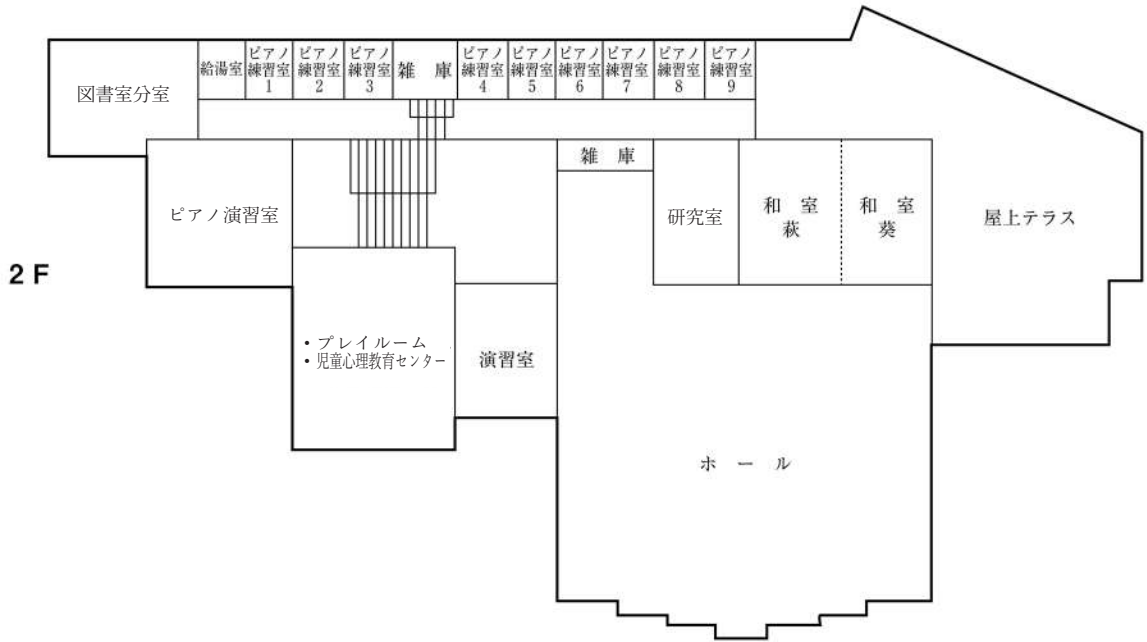 図書室分室
給湯室
ピアノ
練習室
1
ピアノ
練習室
2
ピアノ
練習室
3
雑 庫
ピアノ
練習室
4
ピアノ
練習室
5
ピアノ
練習室
6
ピアノ
練習室
7
ピアノ
練習室
8
ピアノ
練習室
9
ピアノ演習室
雑 庫
研究室
和 室
萩
和 室
葵
屋上テラス
2 F
・プレイルーム
・児童心理教育センター
演習室
ホ ー ル